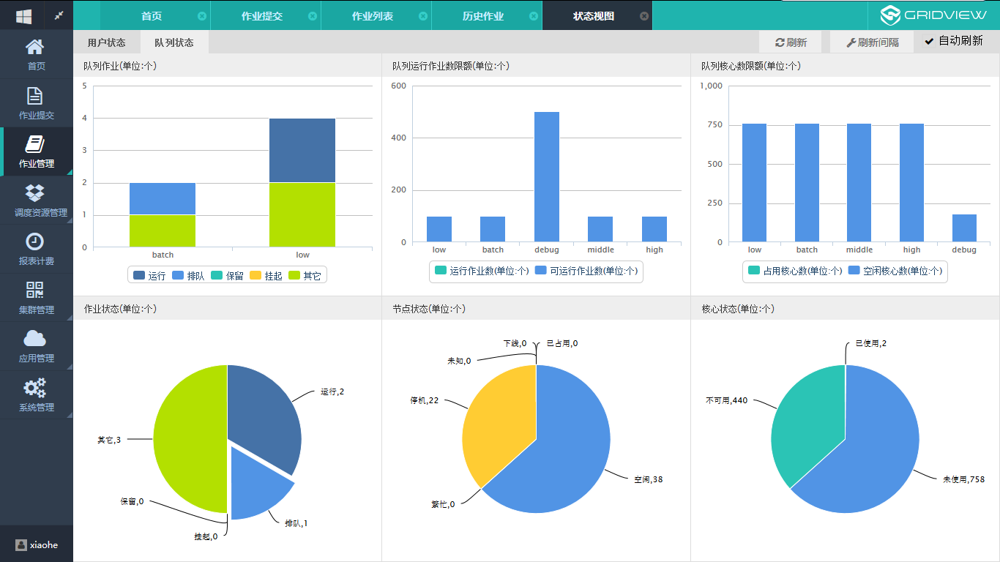 首页
作业提交
作业列表
历史作业
状态视图
GRIDVIEW
首页
作业提交
作业管理
调度资源管理
报表计费
集群管理
应用管理
系统管理
xiaohe
用户状态
队列状态
刷新
刷新间隔
自动刷新
队列作业(单位:个)
5
4
3
2
1
0
batch
low
运行
排队
保留
挂起
其它
队列运行作业数限额(单位:个)
600
400
200
0
low
batch
debug
middle
high
运行作业数(单位:个)
可运行作业数(单位:个)
队列核心数限额(单位:个)
1,000
750
500
250
0
low
batch
middle
high
debug
占用核心数(单位:个)
空闲核心数(单位:个)
作业状态(单位:个)
运行,2
其它,3
保留,0
排队,1
挂起,0
节点状态(单位:个)
下线,0
已占用,0
未知,0
停机,22
空闲,38
繁忙,0
核心状态(单位:个)
已使用,2
不可用,440
未使用,758